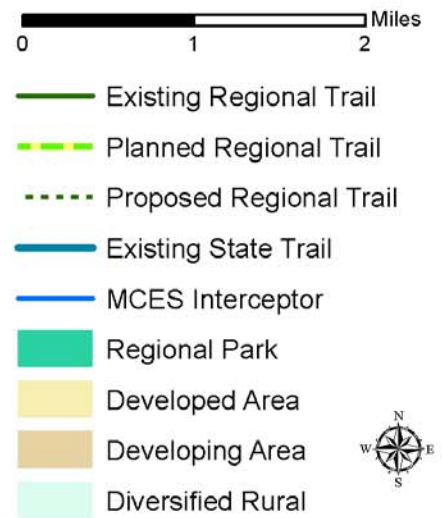 Miles
0 1 2
Existing Regional Trail
Planned Regional Trail
Proposed Regional Trail
Existing State Trail
MCES Interceptor
Regional Park
Developed Area
Developing Area
N
W E
S
Diversified Rural